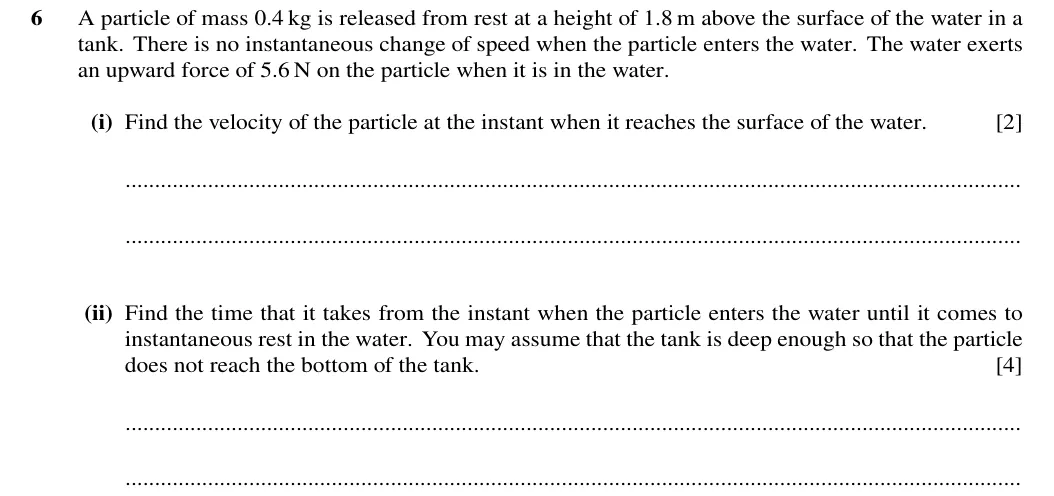 6 A particle of mass 0.4 kg is released from rest at a height of 1.8 m above the surface of the water in a
tank. There is no instantaneous change of speed when the particle enters the water. The water exerts
an upward force of 5.6 N on the particle when it is in the water.
(i) Find the velocity of the particle at the instant when it reaches the surface of the water. [2]
(ii) Find the time that it takes from the instant when the particle enters the water until it comes to
instantaneous rest in the water. You may assume that the tank is deep enough so that the particle
does not reach the bottom of the tank. [4]